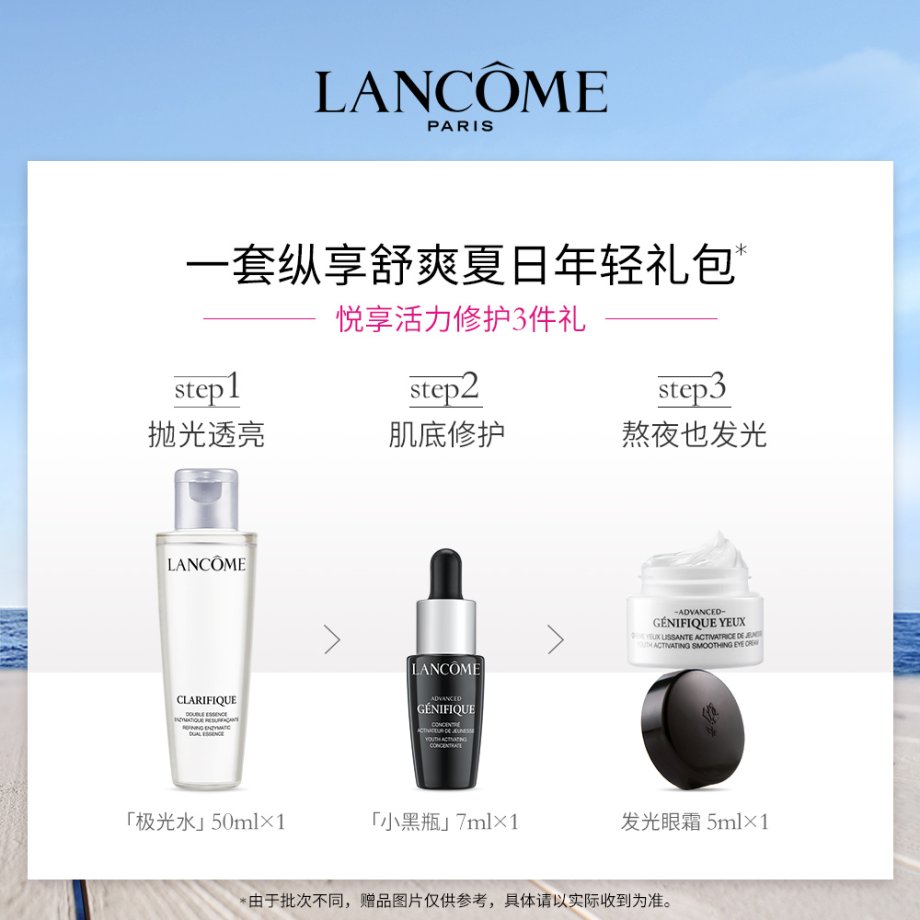 LANCÔME
PARIS
一套纵享舒爽夏日年轻礼包*
悦享活力修护3件礼
step1
抛光透亮
step2
肌底修护
step3
熬夜也发光
LANCÔME
CLARIFIQUE
DOUBLE ESSENCE
ENZYMATIQUE RESURFAÇANTE
REFINING ENZYMATIC
DUAL ESSENCE
LANCÔME
ADVANCED
GÉNIFIQUE
CONCENTRÉ
ACTIVATEUR DE JEUNESSE
YOUTH ACTIVATING
CONCENTRATE
-ADVANCED-
GÉNIFIQUE YEUX
YEUX LISSANTE ACTIVATRICE DE JEUNESSE
YOUTH ACTIVATING SMOOTHING EYE CREAM
「极光水」50ml×1
「小黑瓶」7ml×1
发光眼霜 5ml×1
*由于批次不同，赠品图片仅供参考，具体请以实际收到为准。